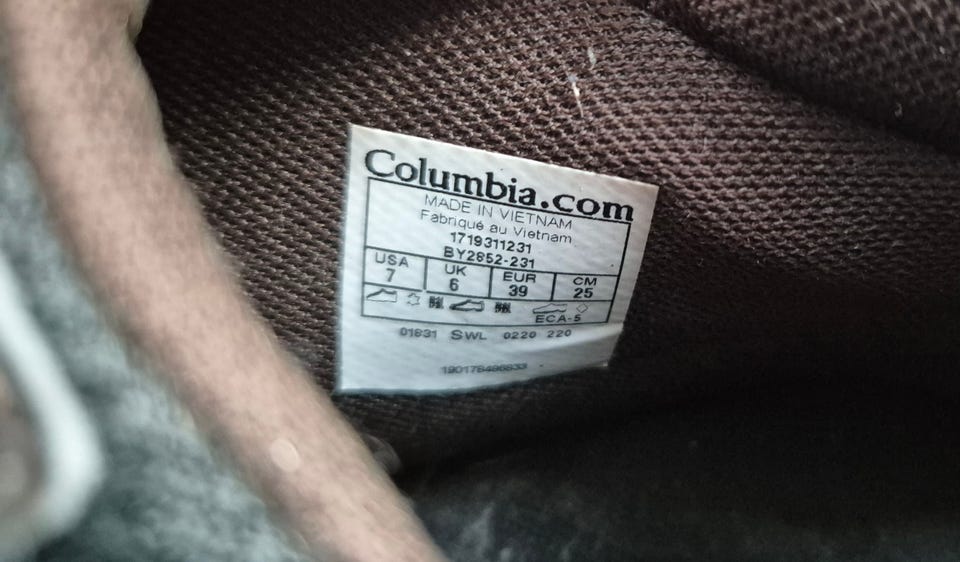 Columbia.com
MADE IN VIETNAM
Fabriqué au Vietnam
1719311231
BY2852-231
USA UK EUR CM
7 6 39 25
ECA-5
01831 SWL 0220 220